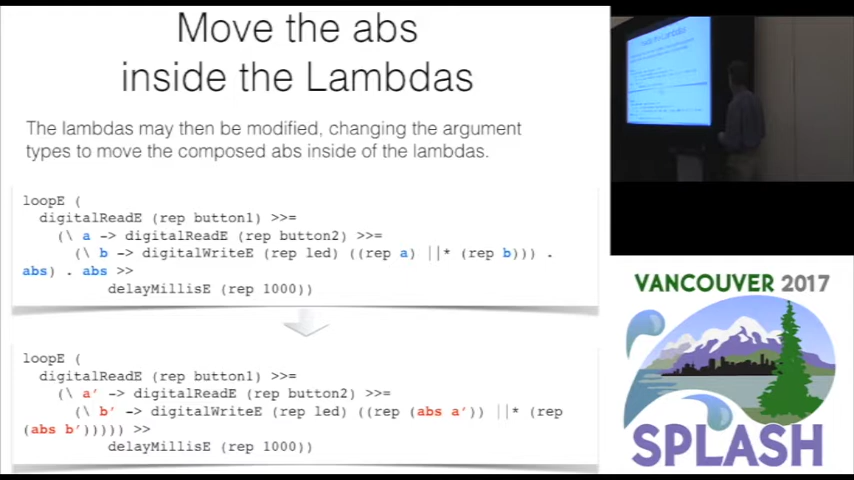 Move the abs
inside the Lambdas
The lambdas may then be modified, changing the argument
types to move the composed abs inside of the lambdas.
loopE (
digitalReadE (rep button1) >>=
(\ a -> digitalReadE (rep button2) >>=
(\ b -> digitalWriteE (rep led) ((rep a) ||* (rep b))) .
abs) . abs >>
delayMillisE (rep 1000))
loopE (
digitalReadE (rep button1) >>=
(\ a’ -> digitalReadE (rep button2) >>=
(\ b’ -> digitalWriteE (rep led) ((rep (abs a’)) ||* (rep
(abs b’))))) >>
delayMillisE (rep 1000))
VANCOUVER 2017
SPLASH